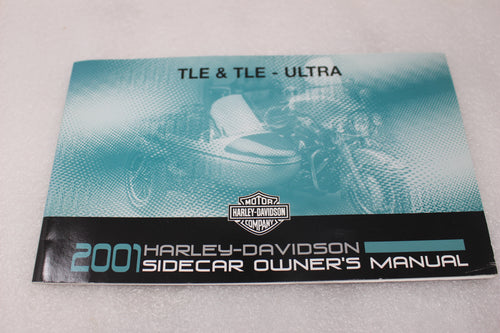 TLE & TLE - ULTRA
MOTOR
HARLEY-DAVIDSON
COMPANY
2001 HARLEY-DAVIDSON
SIDECAR OWNER'S MANUAL